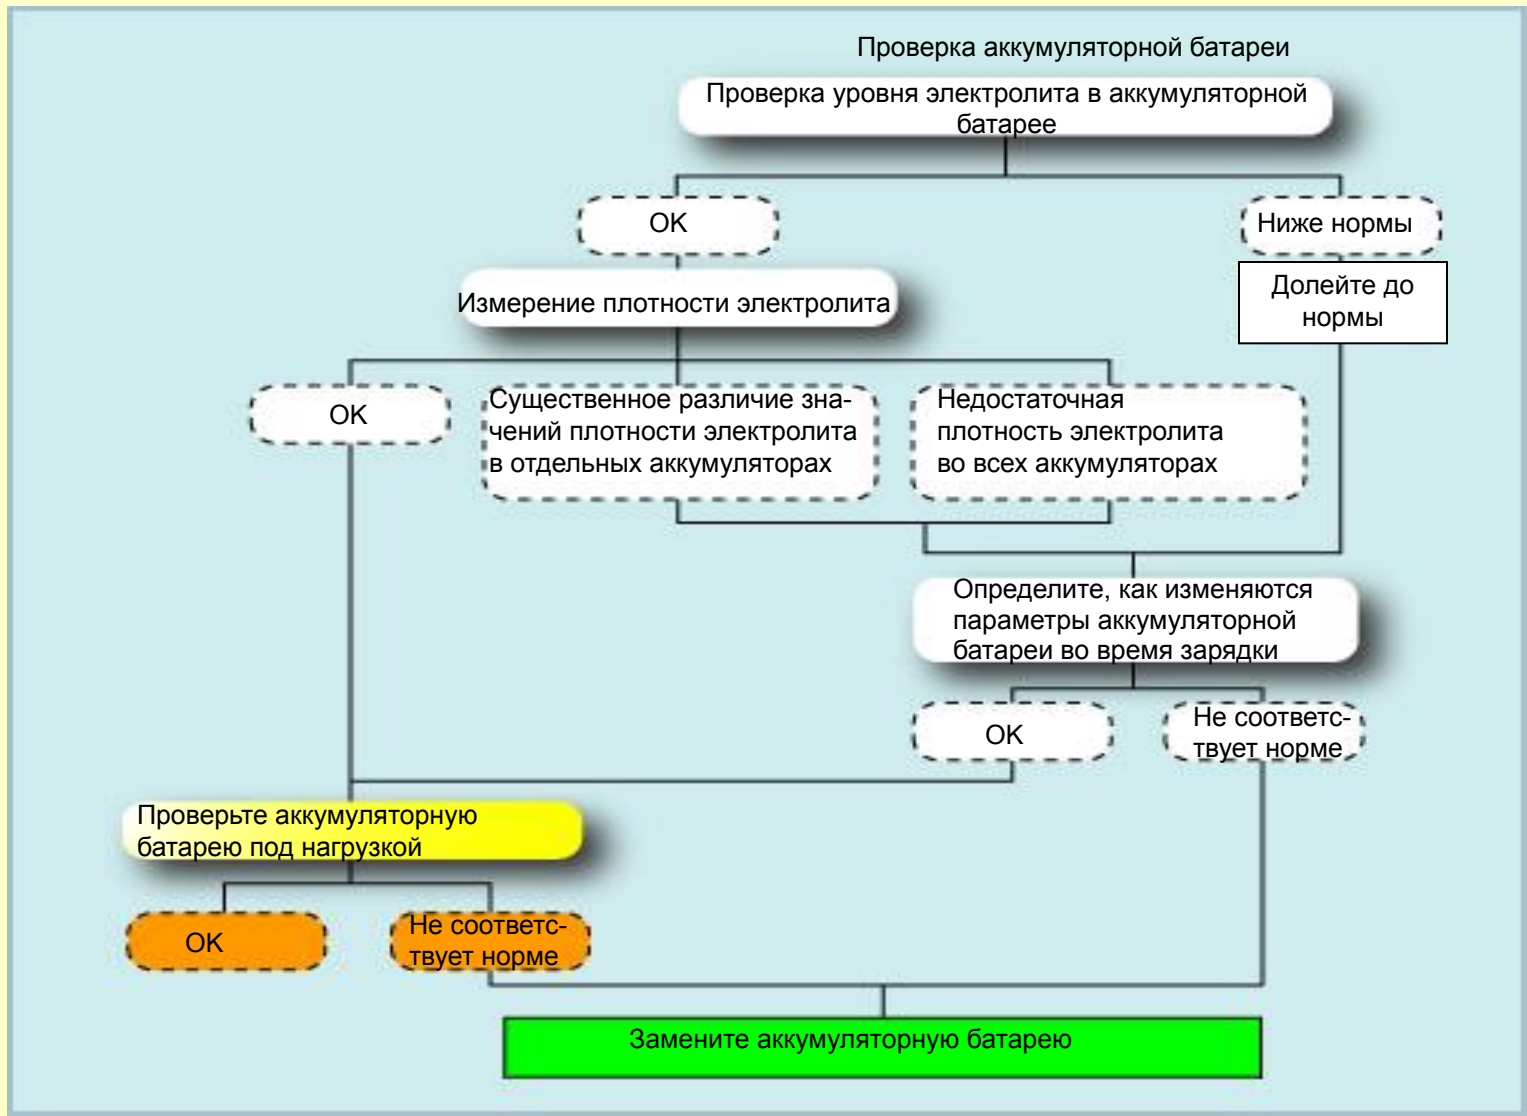 Проверка аккумуляторной батареи
Проверка уровня электролита в аккумуляторной
батарее
OK
Ниже нормы
Долейте до
нормы
Измерение плотности электролита
OK
Существенное различие зна-
чений плотности электролита
в отдельных аккумуляторах
Недостаточная
плотность электролита
во всех аккумуляторах
Определите, как изменяются
параметры аккумуляторной
батареи во время зарядки
OK
Не соответс-
твует норме
Проверьте аккумуляторную
батарею под нагрузкой
OK
Не соответс-
твует норме
Замените аккумуляторную батарею